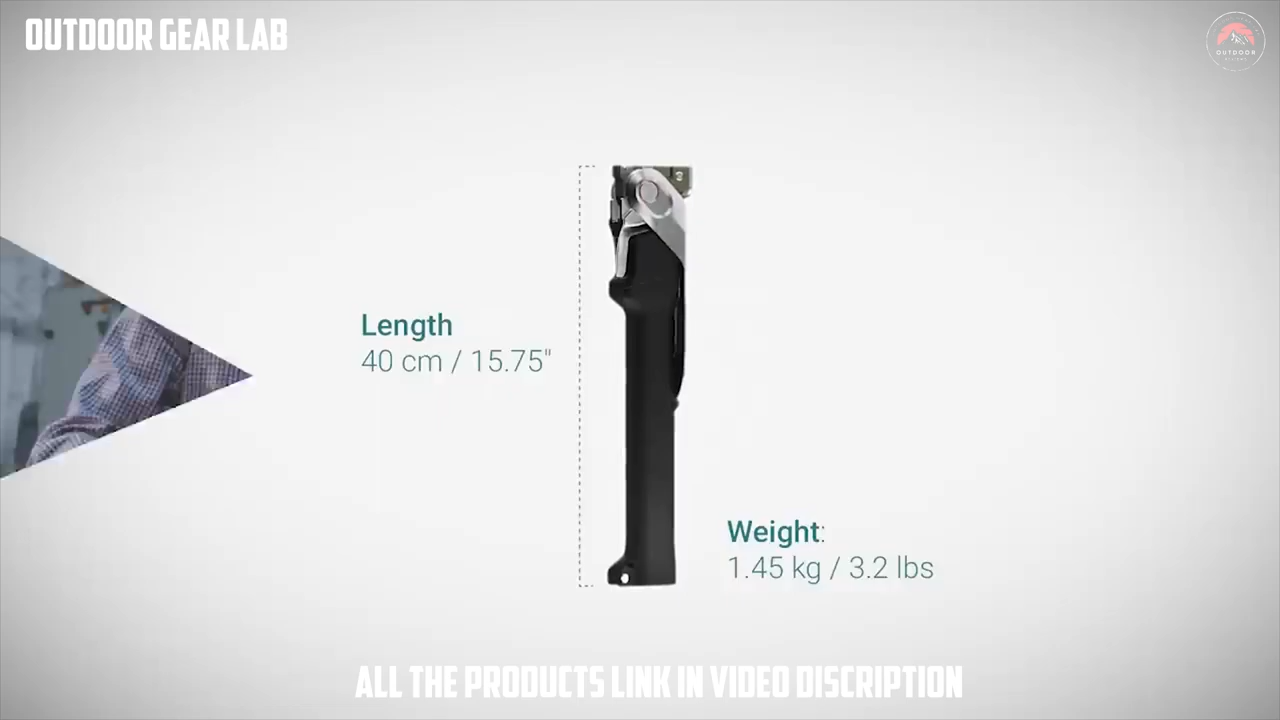 OUTDOOR GEAR LAB
OUTDOOR
Length
40 cm / 15.75"
Weight:
1.45 kg / 3.2 lbs
ALL THE PRODUCTS LINK IN VIDEO DISCRIPTION